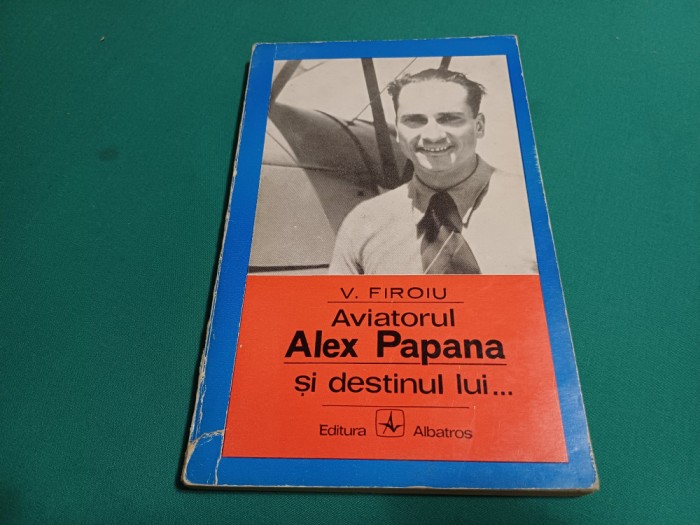 V. FIROIU
Aviatorul
Alex Papana
și destinul lui...
Editura Albatros